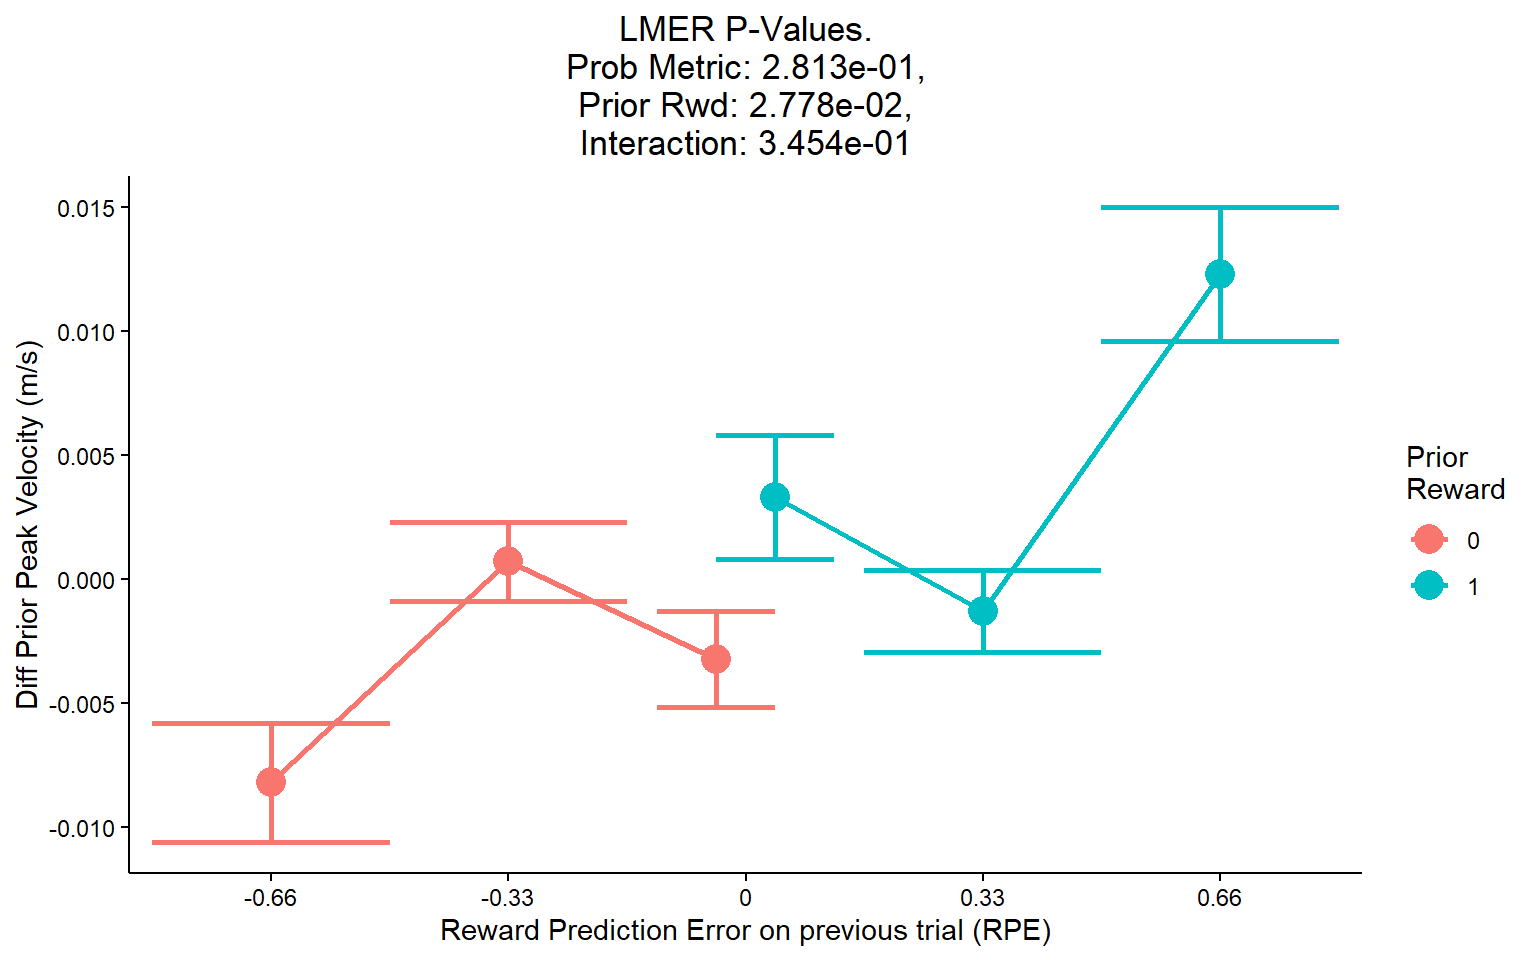 LMER P-Values.
Prob Metric: 2.813e-01,
Prior Rwd: 2.778e-02,
Interaction: 3.454e-01
Diff Prior Peak Velocity (m/s)
0.015
0.010
0.005
0.000
-0.005
-0.010
-0.66 -0.33 0 0.33 0.66
Reward Prediction Error on previous trial (RPE)
Prior
Reward
0
1